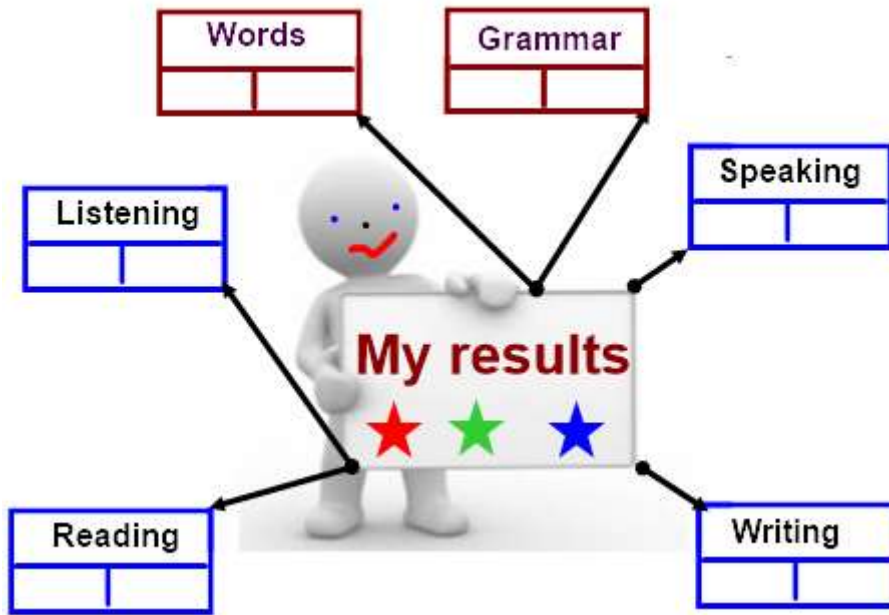 Words
Grammar
Speaking
Listening
My results
Reading
Writing